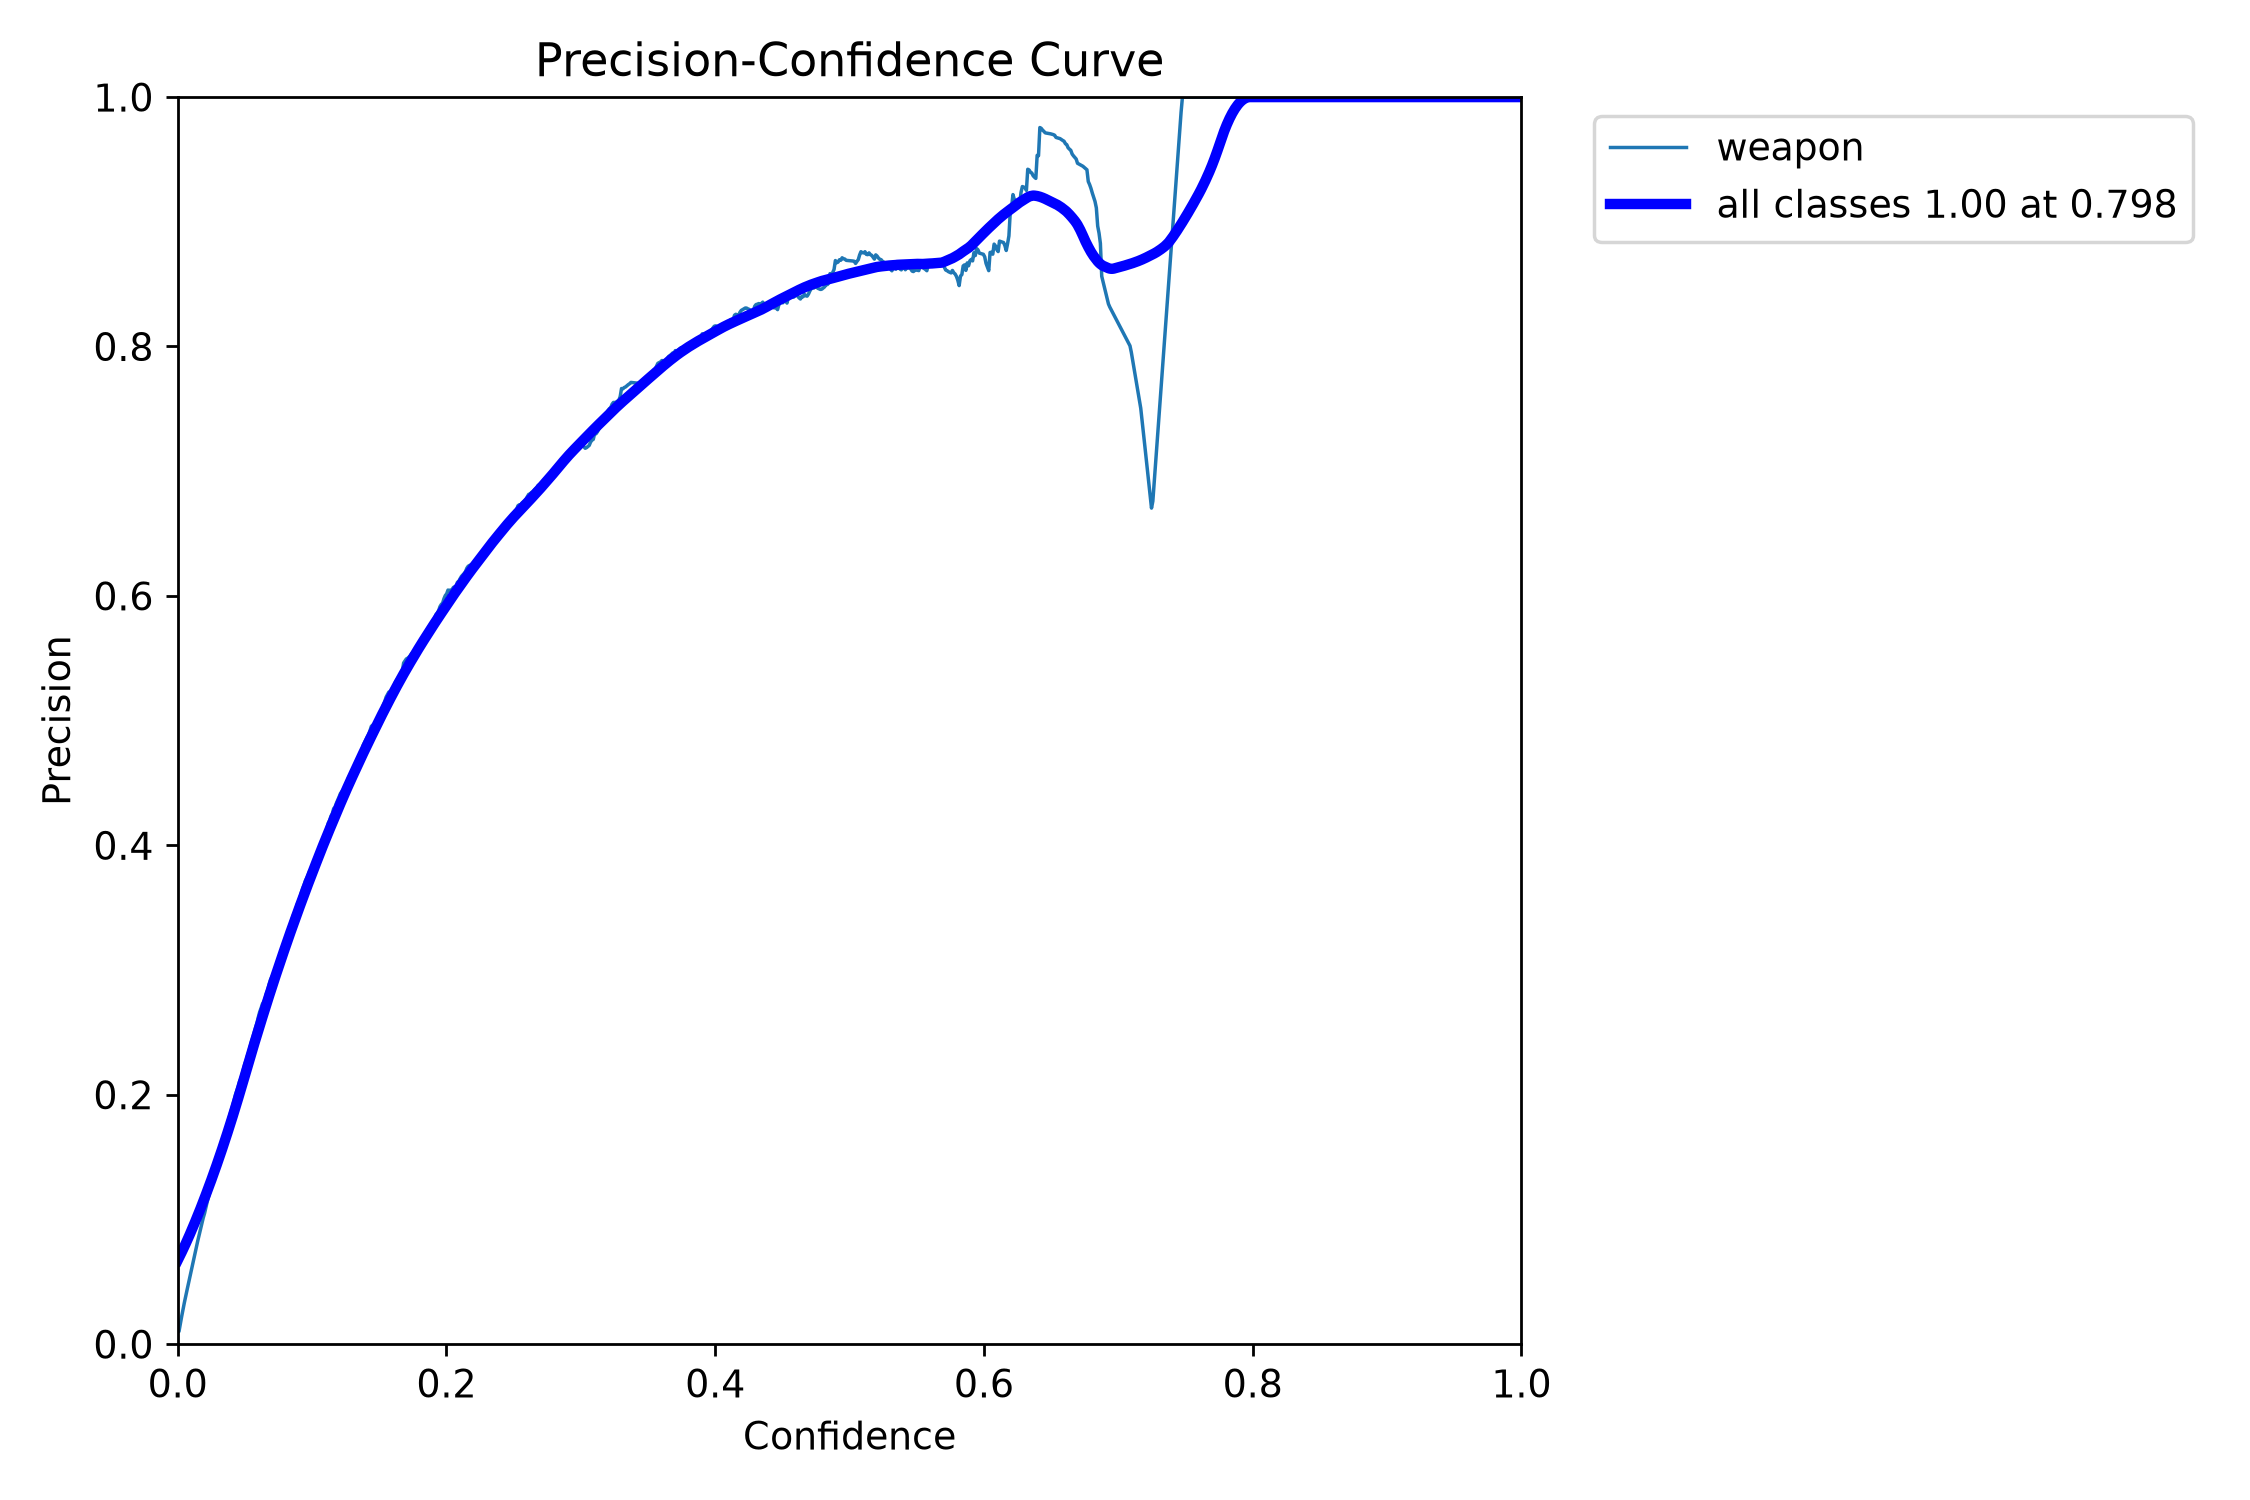 Precision-Confidence Curve
weapon
all classes 1.00 at 0.798
1.0
0.8
0.6
0.4
0.2
0.0
Precision
0.0 0.2 0.4 0.6 0.8 1.0
Confidence